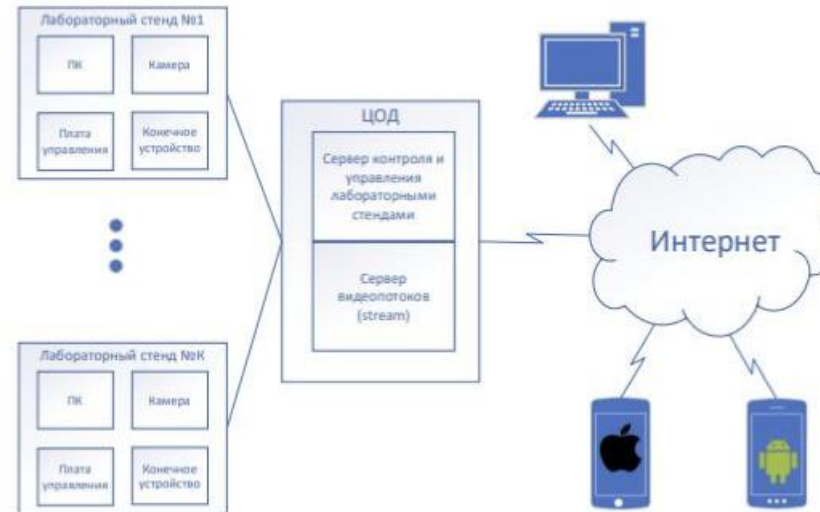 Лабораторный стенд №1
ПК
Камера
Плата
управления
Конечное
устройство
Лабораторный стенд №К
ПК
Камера
Плата
управления
Конечное
устройство
ЦОД
Сервер контроля и
управления
лабораторными
стендами
Сервер
видеопотоков
(stream)
Интернет